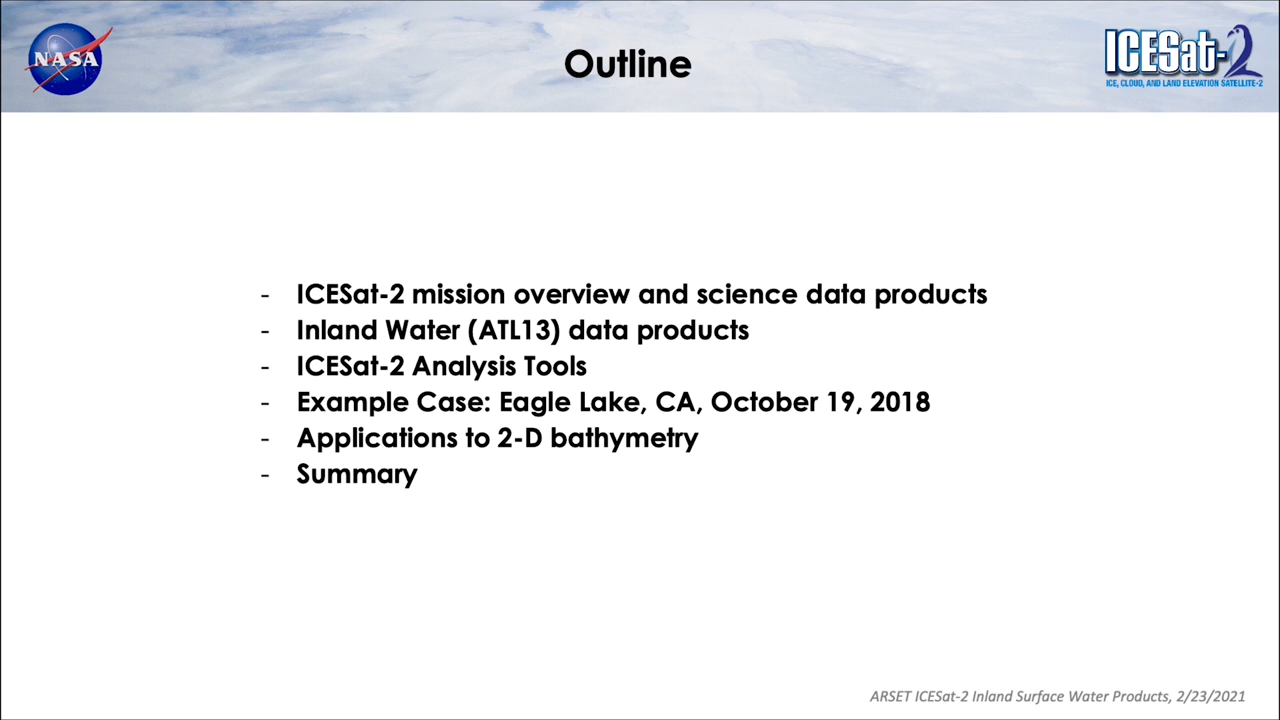 NASA
Outline
ICESat-2
ICE, CLOUD, AND LAND ELEVATION SATELLITE-2
- ICESat-2 mission overview and science data products
- Inland Water (ATL13) data products
- ICESat-2 Analysis Tools
- Example Case: Eagle Lake, CA, October 19, 2018
- Applications to 2-D bathymetry
- Summary
ARSET ICESat-2 Inland Surface Water Products, 2/23/2021